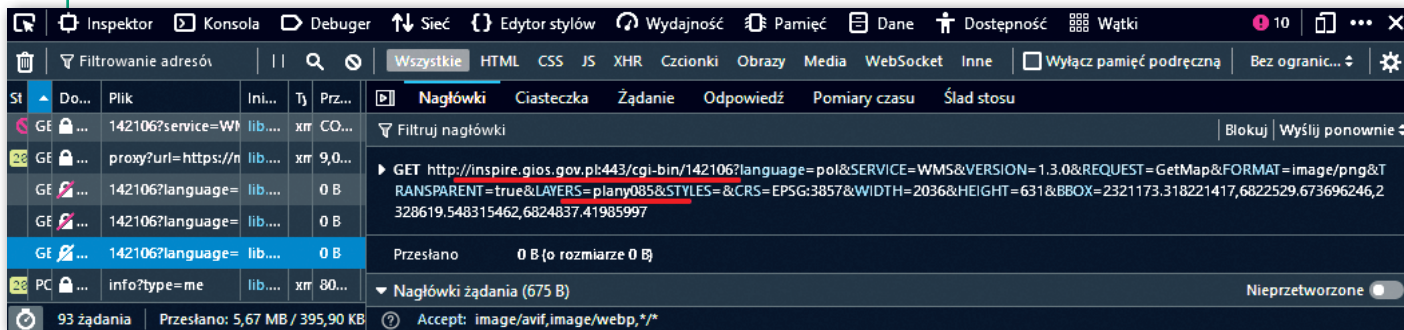 Inspektor Konsola Debuger Sieć {} Edytor stylów Wydajność Pamięć Dane Dostępność Wątki 10
Filtrowanie adresów Wszystkie HTML CSS JS XHR Czcionki Obrazy Media WebSocket Inne Wyłącz pamięć podręczną Bez ogranic...
St Do... Plik Ini... Ty Prz... Nagłówki Ciasteczka Żądanie Odpowiedź Pomiary czasu Ślad stosu
GE ... 142106?service=WM lib.... xm CO...
Filtruj nagłówki Blokuj Wyślij ponownie
GE ... proxy?url=https://n lib.... xm 9,0...
GE ... 142106?language= lib.... 0 B
GE ... 142106?language= lib.... 0 B
GE ... 142106?language= lib.... 0 B
PO ... info?type=me lib.... xm 80...
93 żądania Przesłano: 5,67 MB / 395,90 KB
GET http://inspire.gios.gov.pl:443/cgi-bin/142106?language=pol&SERVICE=WMS&VERSION=1.3.0&REQUEST=GetMap&FORMAT=image/png&T
RANSPARENT=true&LAYERS=plany085&STYLES=&CRS=EPSG:3857&WIDTH=2036&HEIGHT=631&BBOX=2321173.318221417,6822529.673696246,2
328619.548315462,6824837.41985997
Przesłano 0 B (o rozmiarze 0 B)
Nagłówki żądania (675 B) Nieprzetworzone
Accept: image/avif,image/webp,*/*